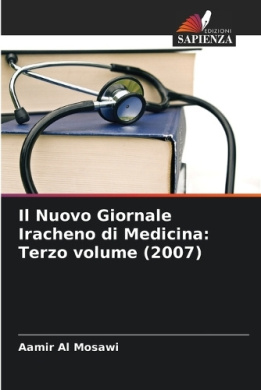 EDIZIONI
SAPIENZA
Il Nuovo Giornale
Iracheno di Medicina:
Terzo volume (2007)
Aamir Al Mosawi